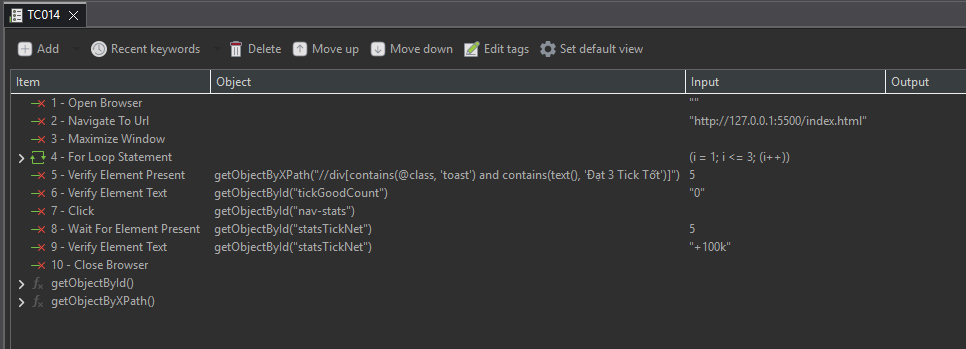 TC014
Add Recent keywords Delete Move up Move down Edit tags Set default view
Item Object Input Output
1 - Open Browser ""
2 - Navigate To Url "http://127.0.0.1:5500/index.html"
3 - Maximize Window
4 - For Loop Statement (i = 1; i <= 3; (i++))
5 - Verify Element Present getObjectByXPath("//div[contains(@class, 'toast') and contains(text(), 'Đạt 3 Tick Tốt')]") 5
6 - Verify Element Text getObjectById("tickGoodCount") "0"
7 - Click getObjectById("nav-stats")
8 - Wait For Element Present getObjectById("statsTickNet") 5
9 - Verify Element Text getObjectById("statsTickNet") "+100k"
10 - Close Browser
fx getObjectById()
fx getObjectByXPath()